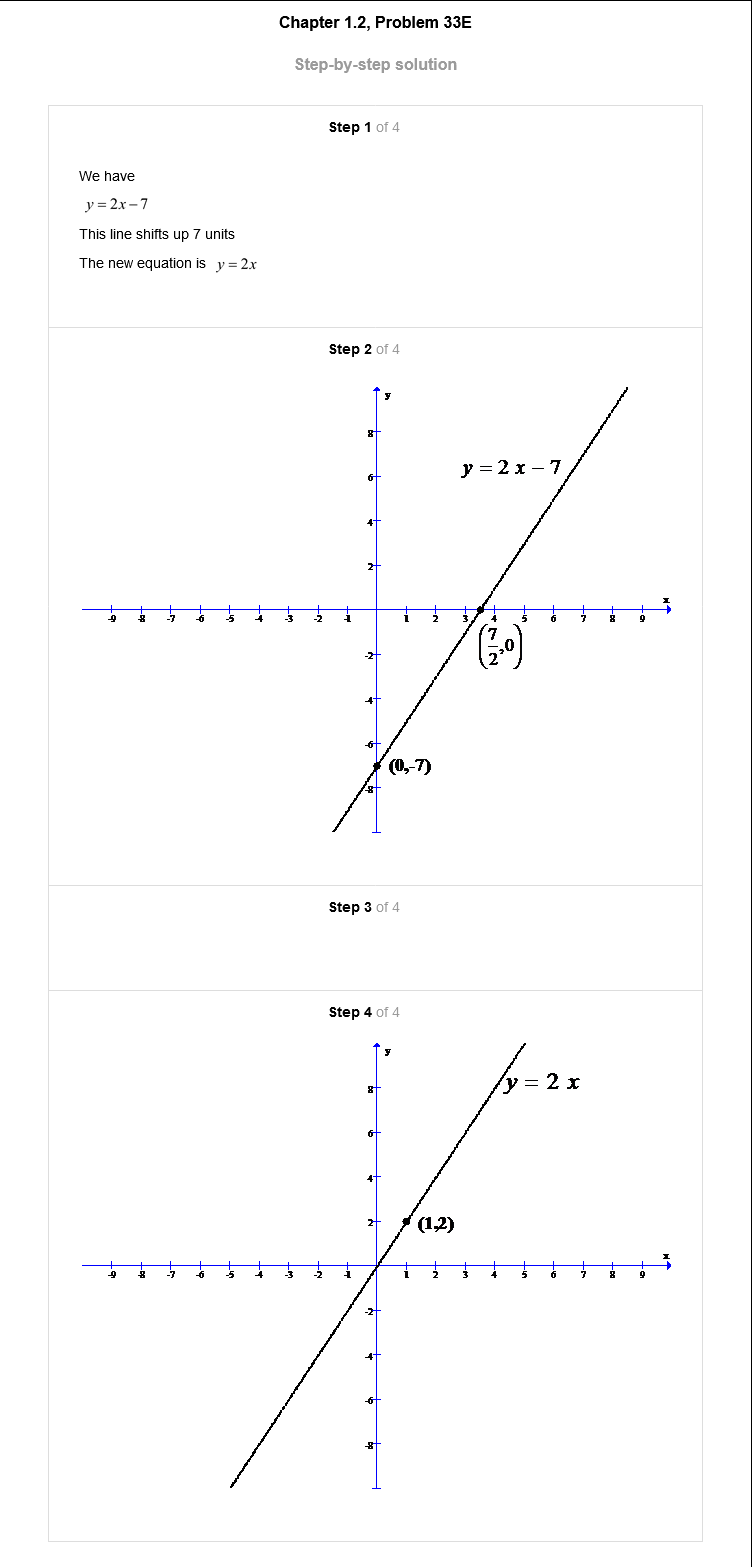 Chapter 1.2, Problem 33E
Step-by-step solution
Step 1 of 4
We have
y = 2x − 7
This line shifts up 7 units
The new equation is y = 2x
Step 2 of 4
y
8
y = 2 x − 7
6
4
2
x
-9 -8 -7 -6 -5 -4 -3 -2 -1 1 2 3 4 5 6 7 8 9
(7/2,0)
-2
-4
-6
(0,-7)
-8
Step 3 of 4
Step 4 of 4
y
y = 2 x
8
6
4
2
(1,2)
x
-9 -8 -7 -6 -5 -4 -3 -2 -1 1 2 3 4 5 6 7 8 9
-2
-4
-6
-8